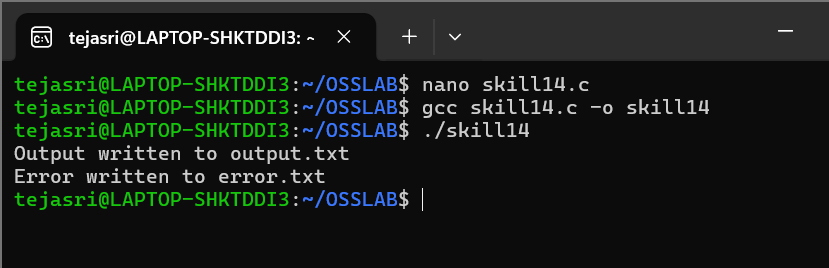 tejasri@LAPTOP-SHKTDDI3: ~
tejasri@LAPTOP-SHKTDDI3:~/OSSLAB$ nano skill14.c
tejasri@LAPTOP-SHKTDDI3:~/OSSLAB$ gcc skill14.c -o skill14
tejasri@LAPTOP-SHKTDDI3:~/OSSLAB$ ./skill14
Output written to output.txt
Error written to error.txt
tejasri@LAPTOP-SHKTDDI3:~/OSSLAB$